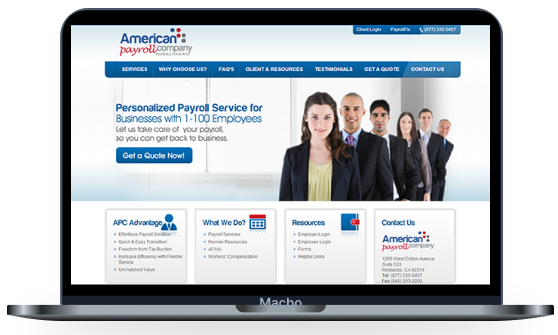 American
payroll.company
Client Login
PayrollFix
(877) 335-5457
SERVICES
WHY CHOOSE US?
FAQ'S
CLIENT & RESOURCES
TESTIMONIALS
GET A QUOTE
CONTACT US
Personalized Payroll Service for
Businesses with 1-100 Employees
Let us take care of your payroll,
so you can get back to business.
Get a Quote Now!
APC Advantage
Effortless Payroll Solution
Quick & Easy Transition
Freedom from Tax Burden
Increase Efficiency with Flexible
Service
Unmatched Value
What We Do?
Payroll Services
Human Resources
401(k)
Workers' Compensation
Resources
Employer Login
Employee Login
Forms
Helpful Links
Contact Us
American
payroll.company
1255 West Colton Avenue
Suite 533
Redlands, CA 92374
Tel (877) 335 5457
Fax (949) 203-2200
Macbo